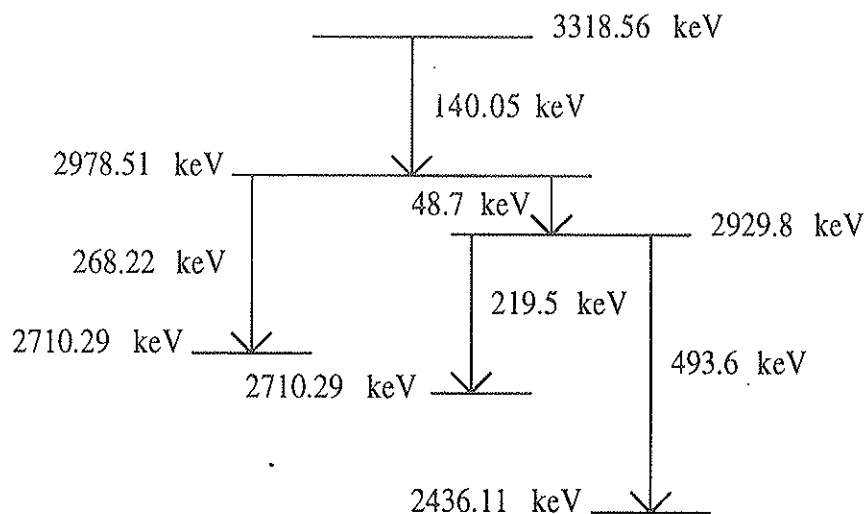 3318.56 keV
140.05 keV
2978.51 keV
48.7 keV
2929.8 keV
268.22 keV
219.5 keV
2710.29 keV
493.6 keV
2710.29 keV
2436.11 keV